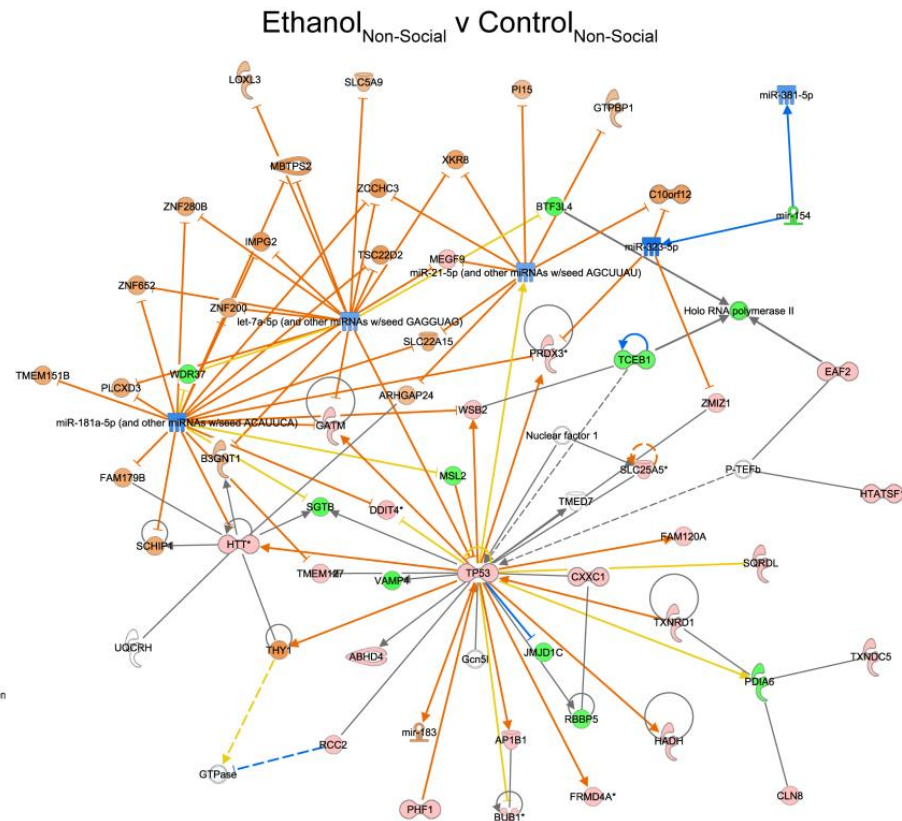 Ethanol Non-Social v Control Non-Social
LOXL3
SLC5A9
PI15
GTPBP1
miR-381-5p
MBTPS2
XKR8
ZCCHC3
C10orf12
ZNF280B
BTF3L4
mir-154
IMPG2
TSC22D2
MEGF9
miR-323-5p
miR-21-5p (and other miRNAs w/seed AGCUUAU)
ZNF652
ZNF200
Holo RNA polymerase II
let-7a-5p (and other miRNAs w/seed GAGGUAG)
SLC22A15
PRDX3*
TCEB1
TMEM151B
WDR37
PLCXD3
ARHGAP24
EAF2
WSB2
ZMIZ1
miR-181a-5p (and other miRNAs w/seed ACAUUCA)
GATM
Nuclear factor 1
B3GNT1
SLC25A5*
P-TEFb
FAM179B
MSL2
SGTB
DDIT4*
TMED7
HTATSF
SCHIP1
HTT*
FAM120A
TMEM127
VAMP4
TP53
CXXC1
SQRDL
UQCRH
THY1
ABHD4
Gcn5l
JMJD1C
TXNRD1
TXNDC5
PDIA6
RBBP5
mir-183
RCC2
AP1B1
HADH
GTPase
PHF1
BUB1*
FRMD4A*
CLN8
n